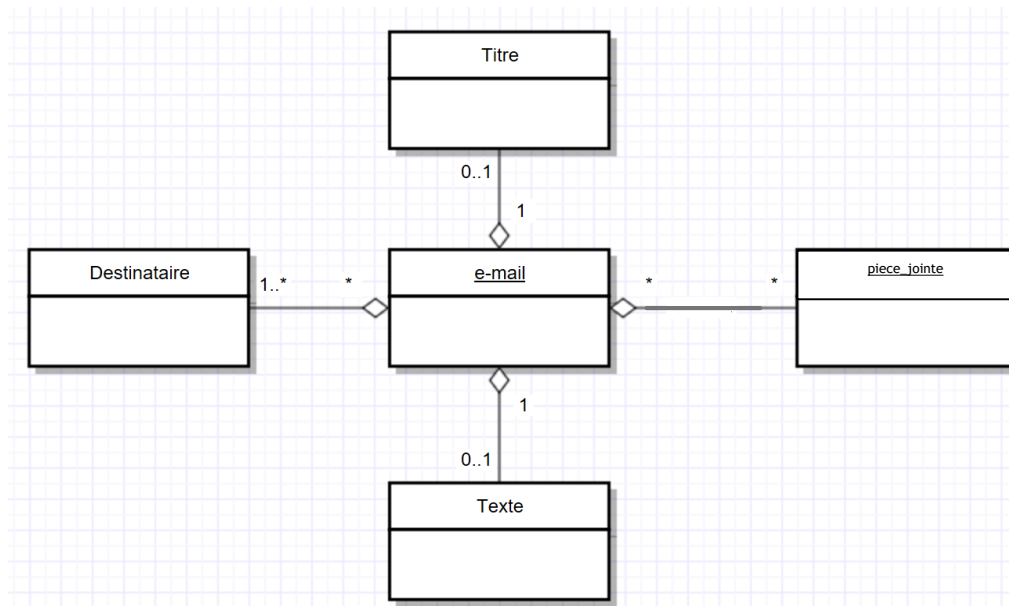 Titre
0..1
1
Destinataire
1..*
*
e-mail
*
*
piece_jointe
1
0..1
Texte